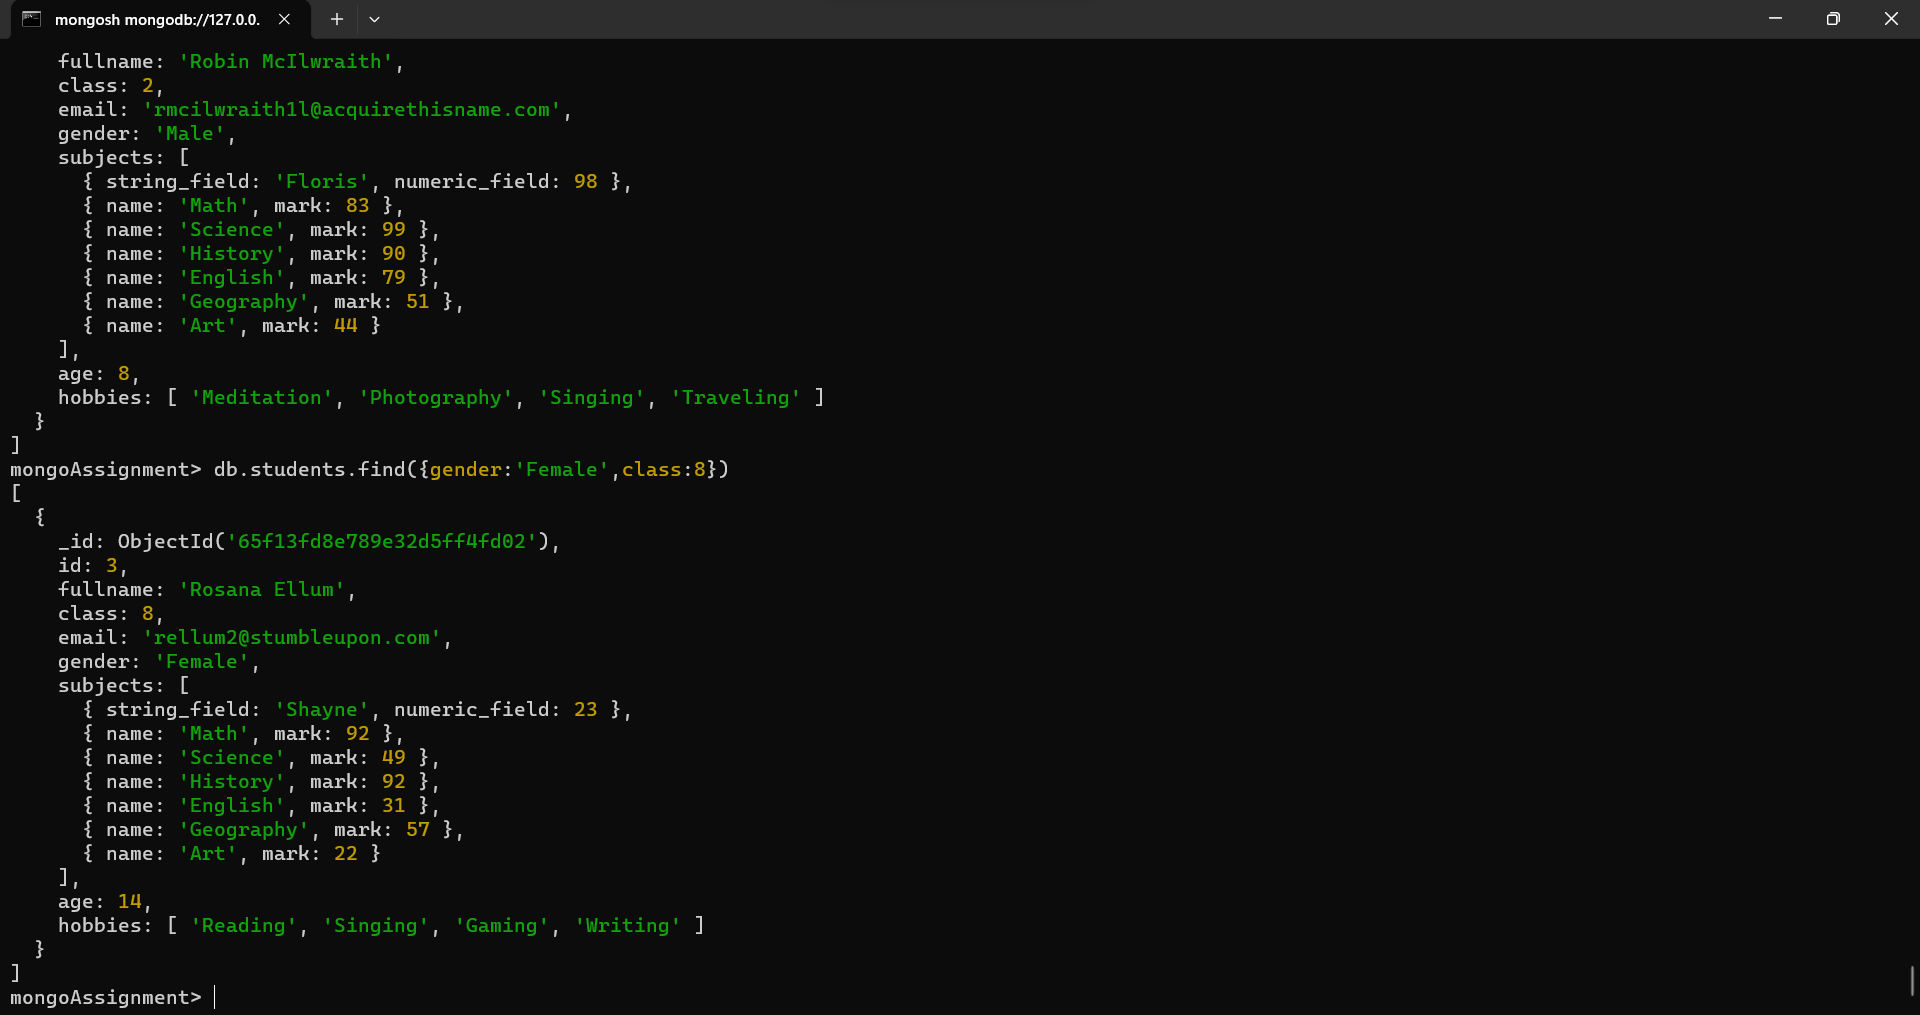 mongosh mongodb://127.0.0.
    fullname: 'Robin McIlwraith',
    class: 2,
    email: 'rmcilwraith1l@acquirethisname.com',
    gender: 'Male',
    subjects: [
      { string_field: 'Floris', numeric_field: 98 },
      { name: 'Math', mark: 83 },
      { name: 'Science', mark: 99 },
      { name: 'History', mark: 90 },
      { name: 'English', mark: 79 },
      { name: 'Geography', mark: 51 },
      { name: 'Art', mark: 44 }
    ],
    age: 8,
    hobbies: [ 'Meditation', 'Photography', 'Singing', 'Traveling' ]
  }
]
mongoAssignment> db.students.find({gender:'Female',class:8})
[
  {
    _id: ObjectId('65f13fd8e789e32d5ff4fd02'),
    id: 3,
    fullname: 'Rosana Ellum',
    class: 8,
    email: 'rellum2@stumbleupon.com',
    gender: 'Female',
    subjects: [
      { string_field: 'Shayne', numeric_field: 23 },
      { name: 'Math', mark: 92 },
      { name: 'Science', mark: 49 },
      { name: 'History', mark: 92 },
      { name: 'English', mark: 31 },
      { name: 'Geography', mark: 57 },
      { name: 'Art', mark: 22 }
    ],
    age: 14,
    hobbies: [ 'Reading', 'Singing', 'Gaming', 'Writing' ]
  }
]
mongoAssignment>